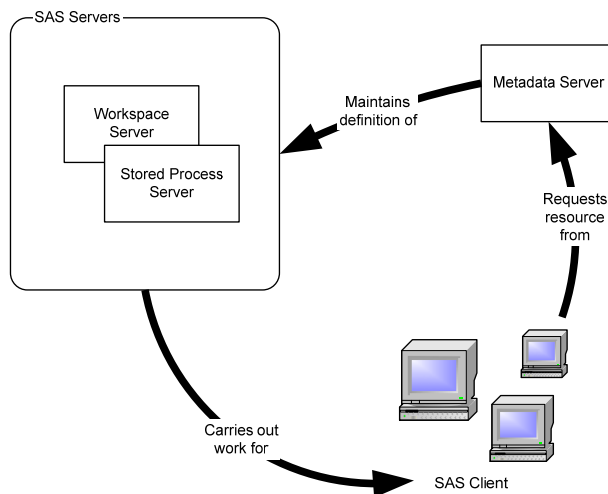 SAS Servers
Workspace
Server
Stored Process
Server
Maintains
definition of
Metadata Server
Requests
resource
from
Carries out
work for
SAS Client